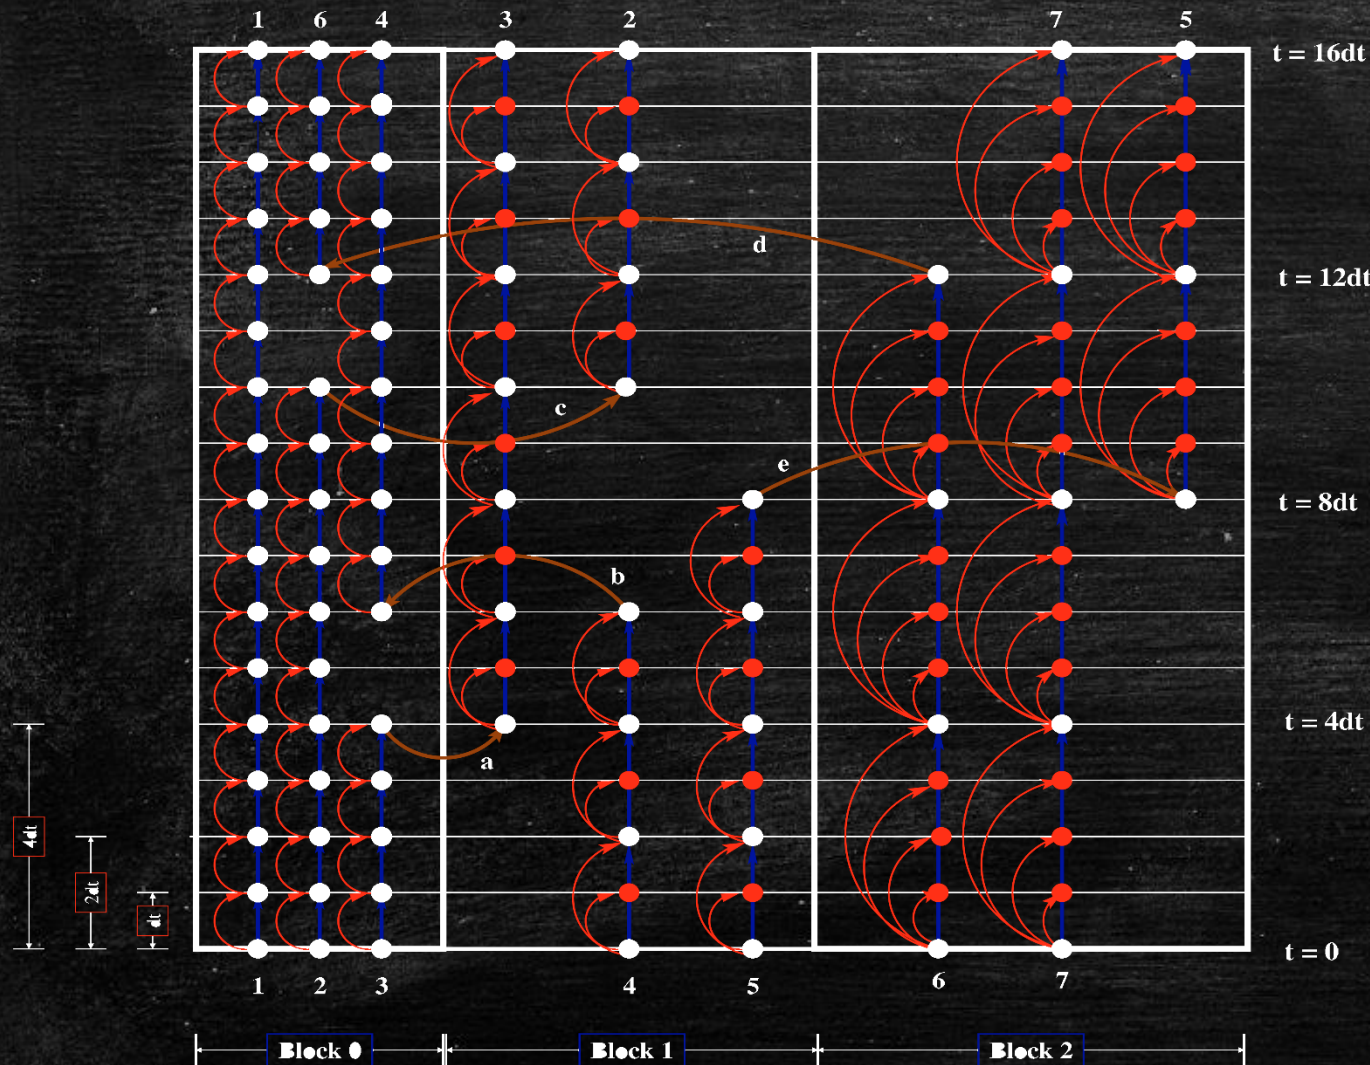 1 6 4 3 2 7 5
t = 16dt
d
t = 12dt
c
e
t = 8dt
b
t = 4dt
a
4dt
2dt
dt
t = 0
1 2 3 4 5 6 7
Block 0 Block 1 Block 2